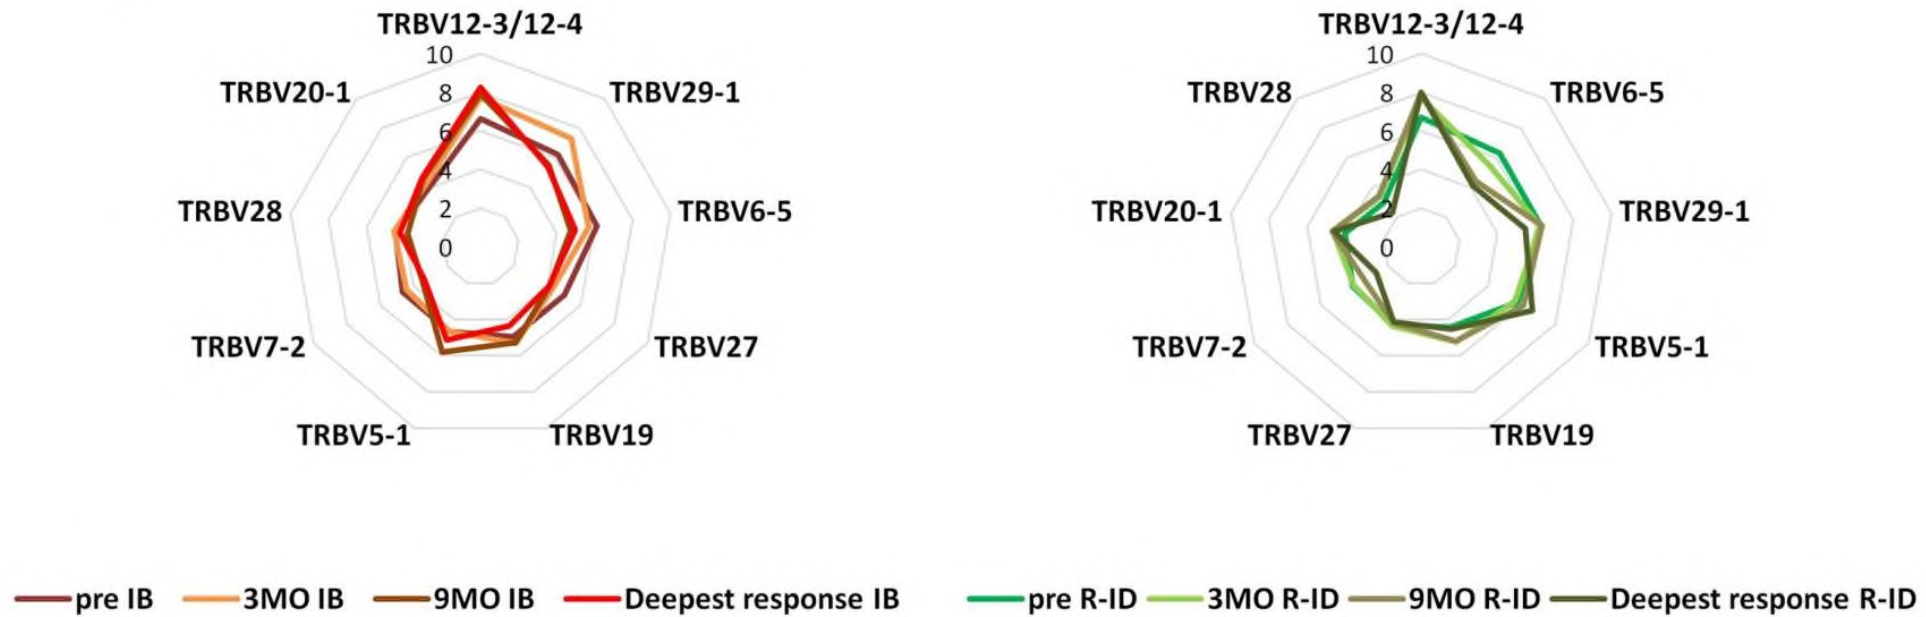 TRBV12-3/12-4
10
TRBV20-1
8
TRBV29-1
6
4
TRBV28
2
TRBV6-5
0
TRBV7-2
TRBV27
TRBV5-1
TRBV19
pre IB
3MO IB
9MO IB
Deepest response IB
TRBV12-3/12-4
10
TRBV28
8
TRBV6-5
6
4
TRBV20-1
2
TRBV29-1
0
TRBV7-2
TRBV5-1
TRBV27
TRBV19
pre R-ID
3MO R-ID
9MO R-ID
Deepest response R-ID